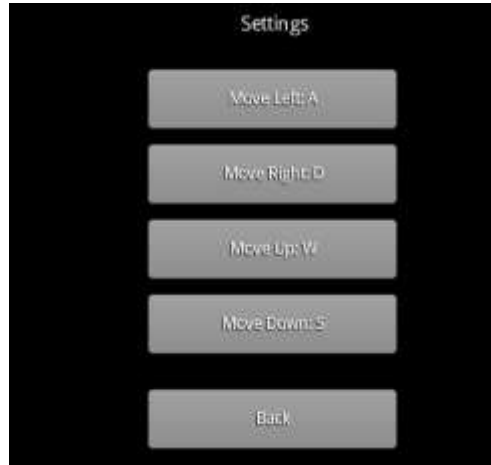 Settings
Move Left: A
Move Right: D
Move Up: W
Move Down: S
Back